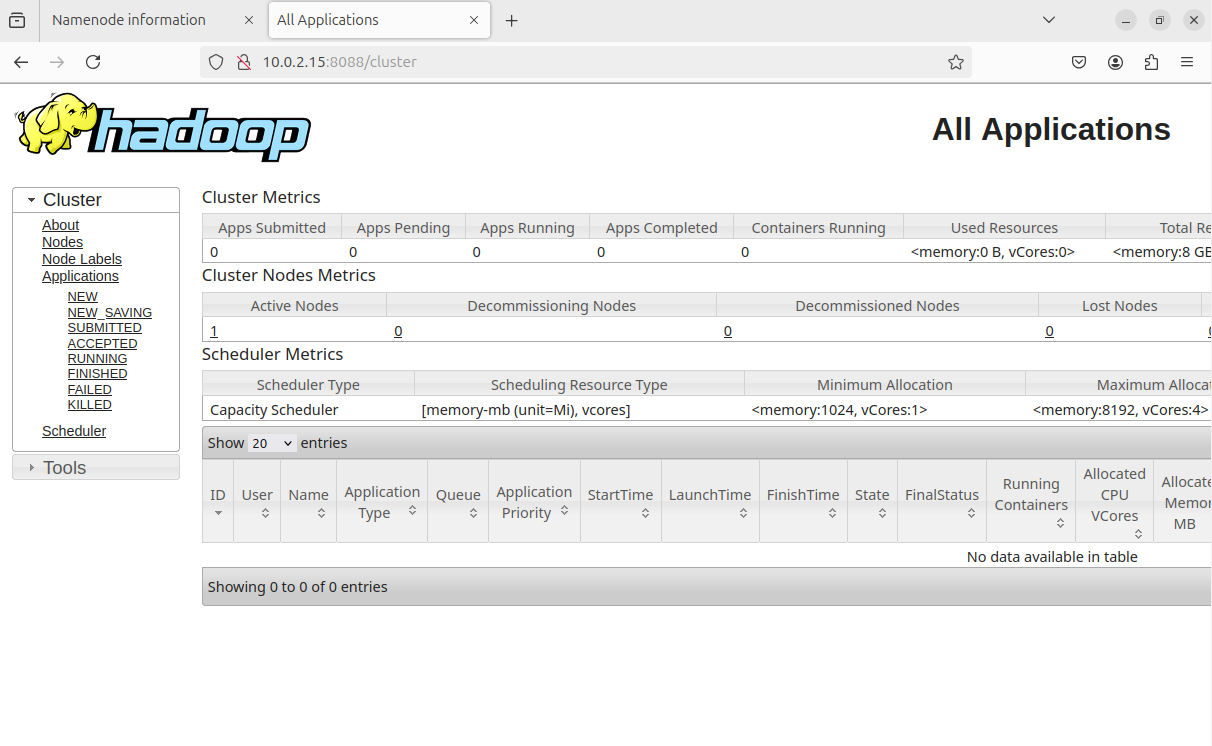 Namenode information
All Applications
10.0.2.15:8088/cluster
hadoop
All Applications
Cluster
About
Nodes
Node Labels
Applications
NEW
NEW_SAVING
SUBMITTED
ACCEPTED
RUNNING
FINISHED
FAILED
KILLED
Scheduler
Tools
Cluster Metrics
Apps Submitted Apps Pending Apps Running Apps Completed Containers Running Used Resources Total Re
0 0 0 0 0 <memory:0 B, vCores:0> <memory:8 GB
Cluster Nodes Metrics
Active Nodes Decommissioning Nodes Decommissioned Nodes Lost Nodes
1 0 0 0
Scheduler Metrics
Scheduler Type Scheduling Resource Type Minimum Allocation Maximum Allocat
Capacity Scheduler [memory-mb (unit=Mi), vcores] <memory:1024, vCores:1> <memory:8192, vCores:4>
Show 20 entries
ID User Name Application Type Queue Application Priority StartTime LaunchTime FinishTime State FinalStatus Running Containers Allocated CPU VCores Allocate Memor MB
No data available in table
Showing 0 to 0 of 0 entries